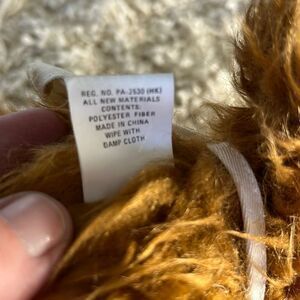 REG. NO. PA-2530 (HK)
ALL NEW MATERIALS
CONTENTS:
POLYESTER FIBER
MADE IN CHINA
WIPE WITH
DAMP CLOTH